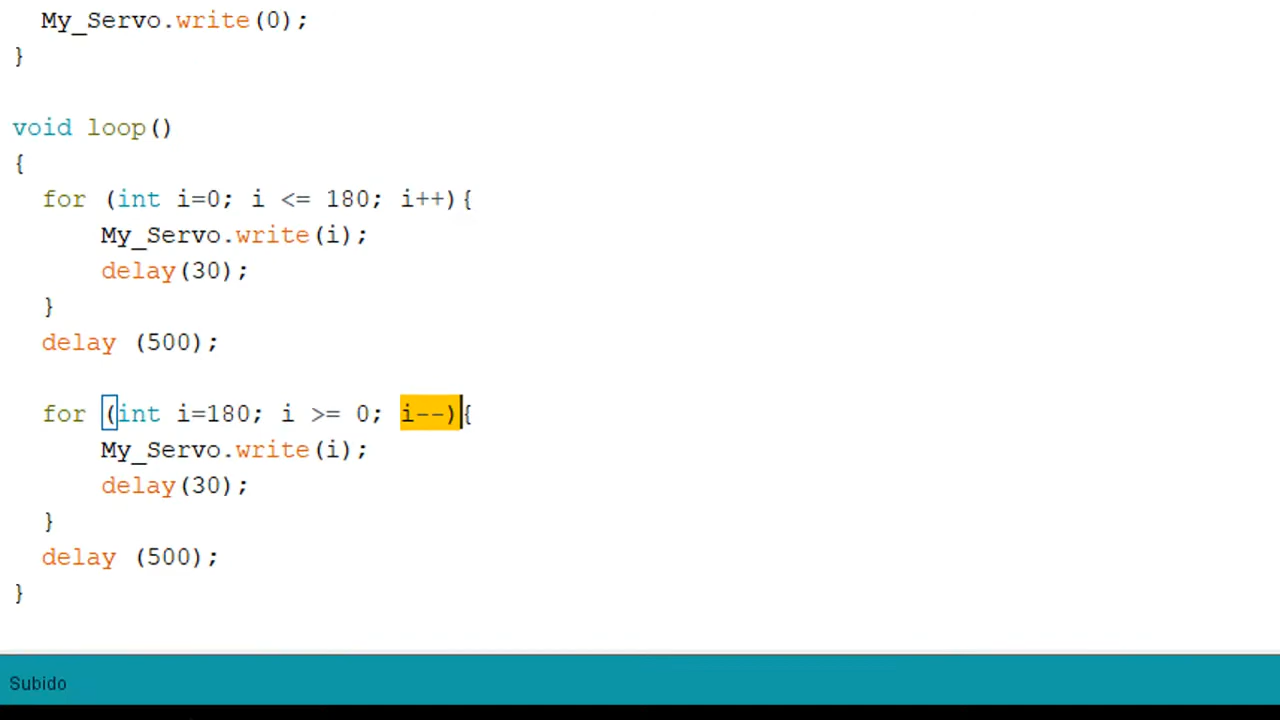 My_Servo.write(0);
}
void loop()
{
for (int i=0; i <= 180; i++){
My_Servo.write(i);
delay(30);
}
delay (500);
for (int i=180; i >= 0; i--){
My_Servo.write(i);
delay(30);
}
delay (500);
}
Subido